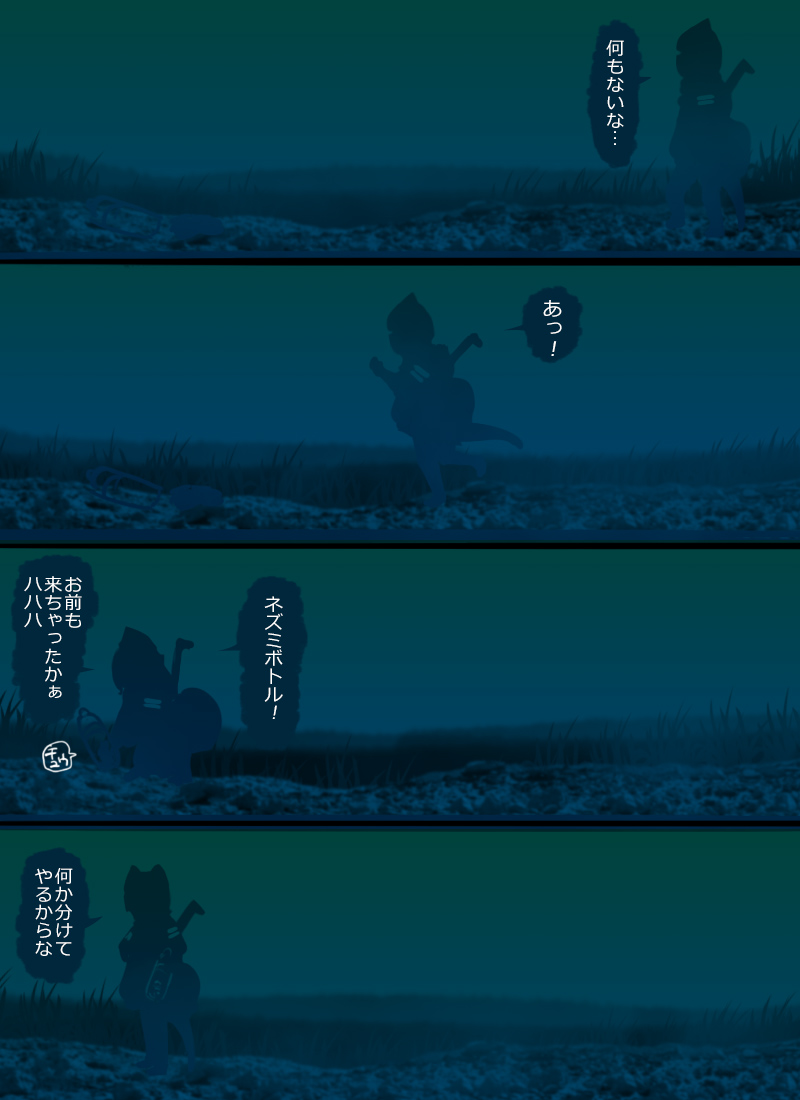 何もないな…
あっ！
ネズミボトル！
お前も
来ちゃったかぁ
ハハハ
チュウ
何か分けて
やるからな